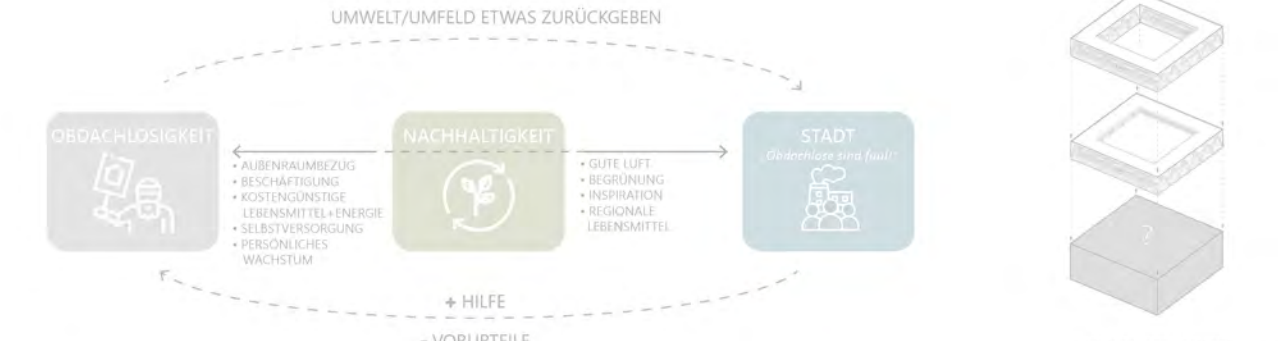 UMWELT/UMFELD ETWAS ZURÜCKGEBEN
OBDACHLOSIGKEIT
• AUßENRAUMBEZUG
• BESCHÄFTIGUNG
• KOSTENGÜNSTIGE
LEBENSMITTEL+ENERGIE
• SELBSTVERSORGUNG
• PERSÖNLICHES
WACHSTUM
NACHHALTIGKEIT
• GUTE LUFT
• BEGRÜNUNG
• INSPIRATION
• REGIONALE
LEBENSMITTEL
STADT
„Obdachlose sind faul!“
?
+ HILFE
- VORURTEILE